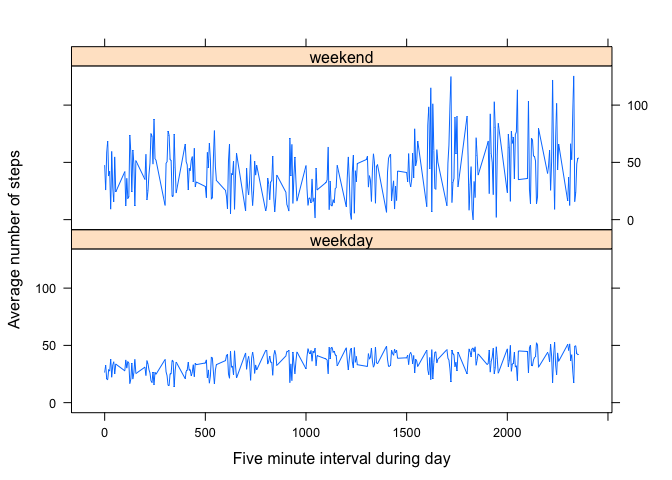 weekend
100
50
0
weekday
100
50
0
0 500 1000 1500 2000
Five minute interval during day
Average number of steps